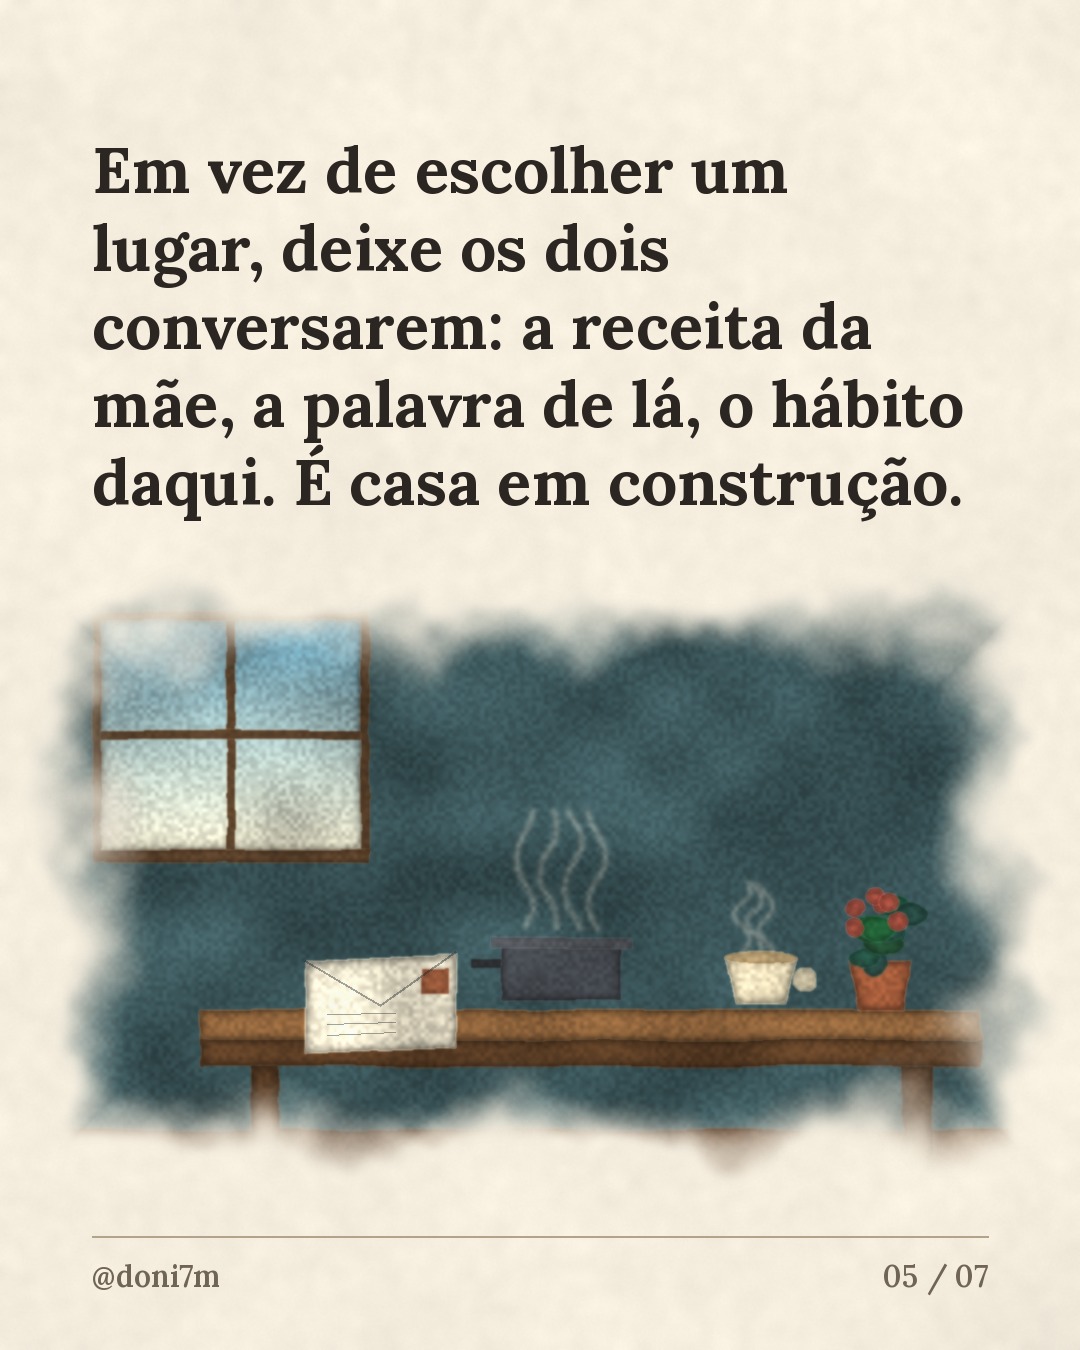 Em vez de escolher um
lugar, deixe os dois
conversarem: a receita da
mãe, a palavra de lá, o hábito
daqui. É casa em construção.
@doni7m
05 / 07